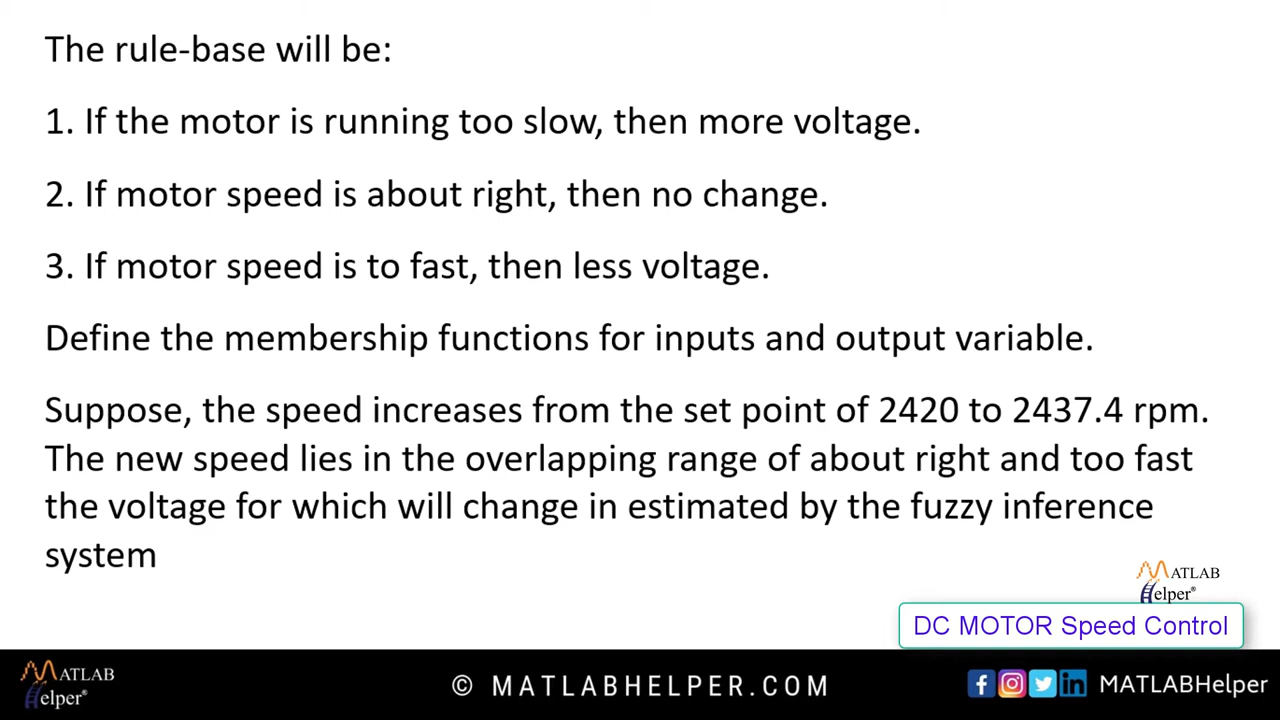 The rule-base will be:
1. If the motor is running too slow, then more voltage.
2. If motor speed is about right, then no change.
3. If motor speed is to fast, then less voltage.
Define the membership functions for inputs and output variable.
Suppose, the speed increases from the set point of 2420 to 2437.4 rpm.
The new speed lies in the overlapping range of about right and too fast
the voltage for which will change in estimated by the fuzzy inference
system
MATLAB
Helper®
DC MOTOR Speed Control
MATLAB
Helper®
© MATLABHELPER.COM
MATLABHelper